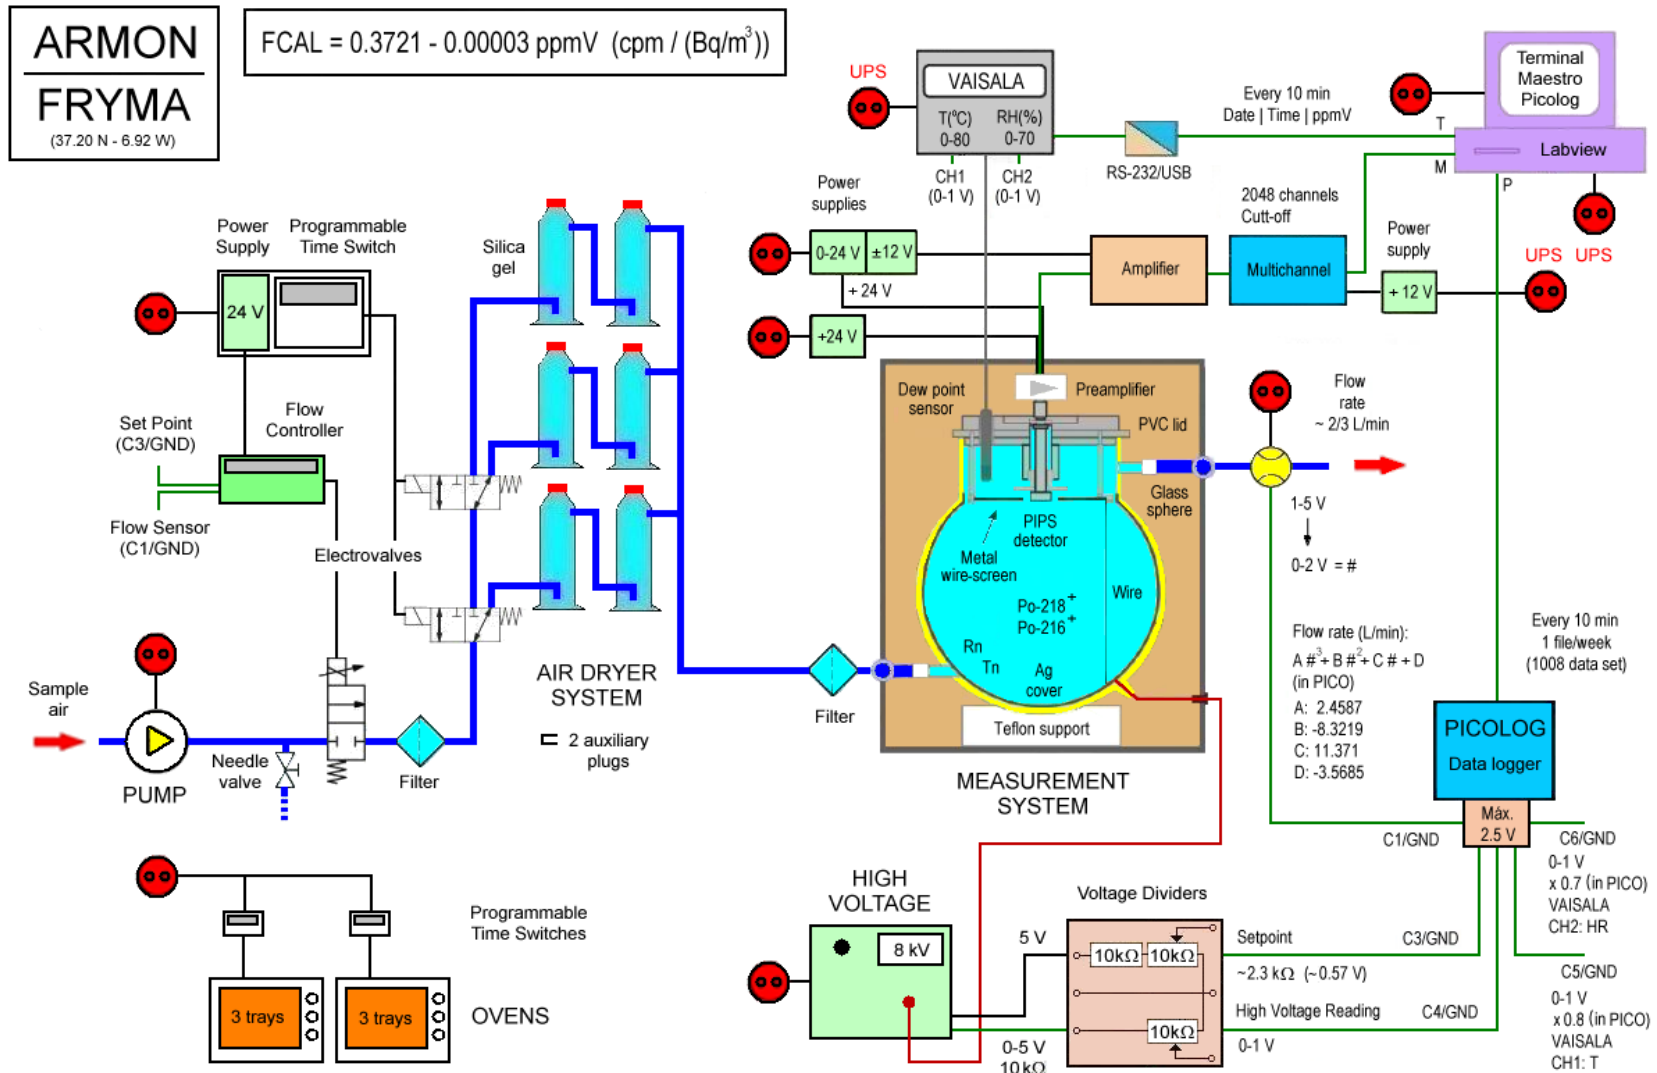 ARMON
FRYMA
(37.20 N - 6.92 W)
FCAL = 0.3721 - 0.00003 ppmV (cpm / (Bq/m³))
UPS
VAISALA
T(ºC)
0-80
RH(%)
0-70
CH1
(0-1 V)
CH2
(0-1 V)
RS-232/USB
Every 10 min
Date | Time | ppmV
Terminal
Maestro
Picolog
Labview
T
M
P
UPS
UPS
Power
supplies
0-24 V
±12 V
+ 24 V
+24 V
Amplifier
2048 channels
Cutt-off
Multichannel
Power
supply
+ 12 V
Power
Supply
Programmable
Time Switch
24 V
Set Point
(C3/GND)
Flow
Controller
Flow Sensor
(C1/GND)
Electrovalves
Silica
gel
Sample
air
PUMP
Needle
valve
Filter
AIR DRYER
SYSTEM
2 auxiliary
plugs
Filter
Dew point
sensor
Preamplifier
PVC lid
Glass
sphere
PIPS
detector
Metal
wire-screen
Wire
Po-218⁺
Po-216⁺
Rn
Tn
Ag
cover
Teflon support
MEASUREMENT
SYSTEM
Flow
rate
~ 2/3 L/min
1-5 V
0-2 V = #
Flow rate (L/min):
A #³+ B #²+ C # + D
(in PICO)
A: 2.4587
B: -8.3219
C: 11.371
D: -3.5685
Every 10 min
1 file/week
(1008 data set)
PICOLOG
Data logger
Máx.
2.5 V
C1/GND
C6/GND
0-1 V
x 0.7 (in PICO)
VAISALA
CH2: HR
C5/GND
0-1 V
x 0.8 (in PICO)
VAISALA
CH1: T
Programmable
Time Switches
3 trays
3 trays
OVENS
HIGH
VOLTAGE
8 kV
5 V
0-5 V
10kΩ
Voltage Dividers
10kΩ
10kΩ
10kΩ
Setpoint
C3/GND
~2.3 kΩ (~0.57 V)
High Voltage Reading
C4/GND
0-1 V